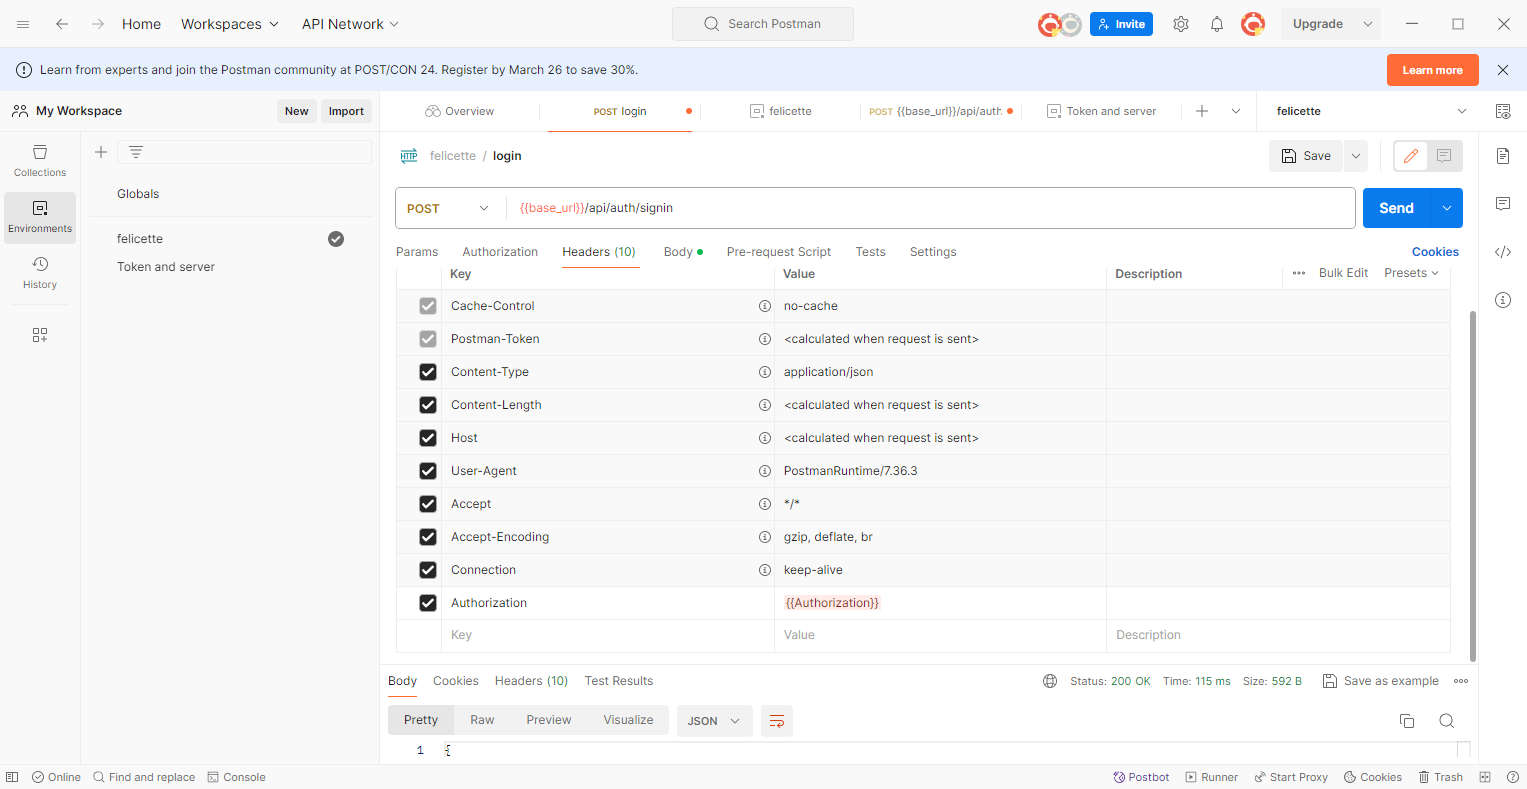 Home Workspaces API Network Search Postman Invite Upgrade
Learn from experts and join the Postman community at POST/CON 24. Register by March 26 to save 30%. Learn more
My Workspace New Import Overview POST login felicette POST {{base_url}}/api/auth Token and server felicette
Collections
Environments
History
Globals
felicette
Token and server
HTTP felicette / login Save
POST {{base_url}}/api/auth/signin Send
Params Authorization Headers (10) Body Pre-request Script Tests Settings Cookies
Key Value Description Bulk Edit Presets
Cache-Control no-cache
Postman-Token <calculated when request is sent>
Content-Type application/json
Content-Length <calculated when request is sent>
Host <calculated when request is sent>
User-Agent PostmanRuntime/7.36.3
Accept */*
Accept-Encoding gzip, deflate, br
Connection keep-alive
Authorization {{Authorization}}
Key Value Description
Body Cookies Headers (10) Test Results Status: 200 OK Time: 115 ms Size: 592 B Save as example
Pretty Raw Preview Visualize JSON
1 {
Online Find and replace Console Postbot Runner Start Proxy Cookies Trash